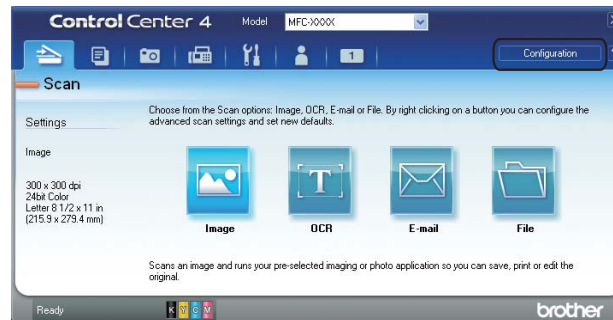 Control Center 4 Model MFC-XXXX
1
Configuration
Scan
Settings
Choose from the Scan options: Image, OCR, E-mail or File. By right clicking on a button you can configure the
advanced scan settings and set new defaults.
Image
300 x 300 dpi
24bit Color
Letter 8 1/2 x 11 in
(215.9 x 279.4 mm)
T
Image OCR E-mail File
Scans an image and runs your pre-selected imaging or photo application so you can save, print or edit the
original.
Ready K Y C M brother